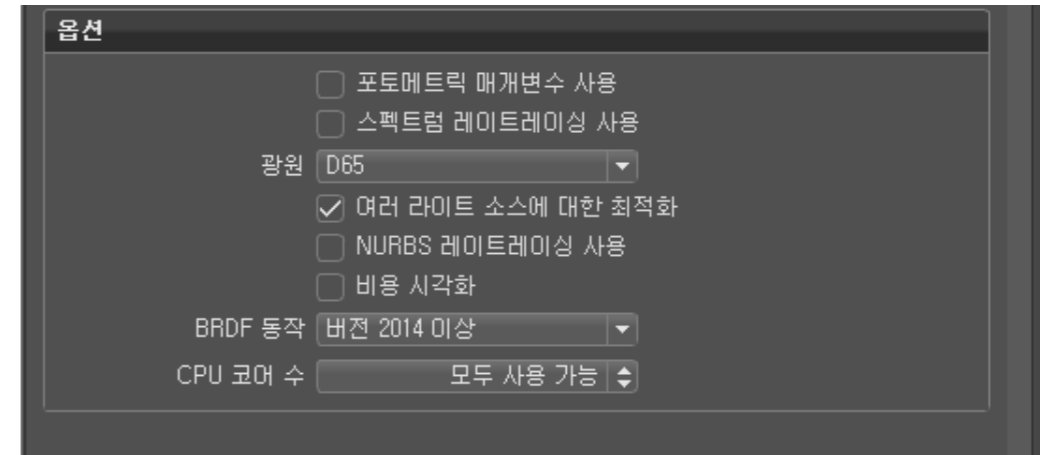 옵션
포토메트릭 매개변수 사용
스펙트럼 레이트레이싱 사용
광원 D65
여러 라이트 소스에 대한 최적화
NURBS 레이트레이싱 사용
비용 시각화
BRDF 동작 버전 2014 이상
CPU 코어 수 모두 사용 가능